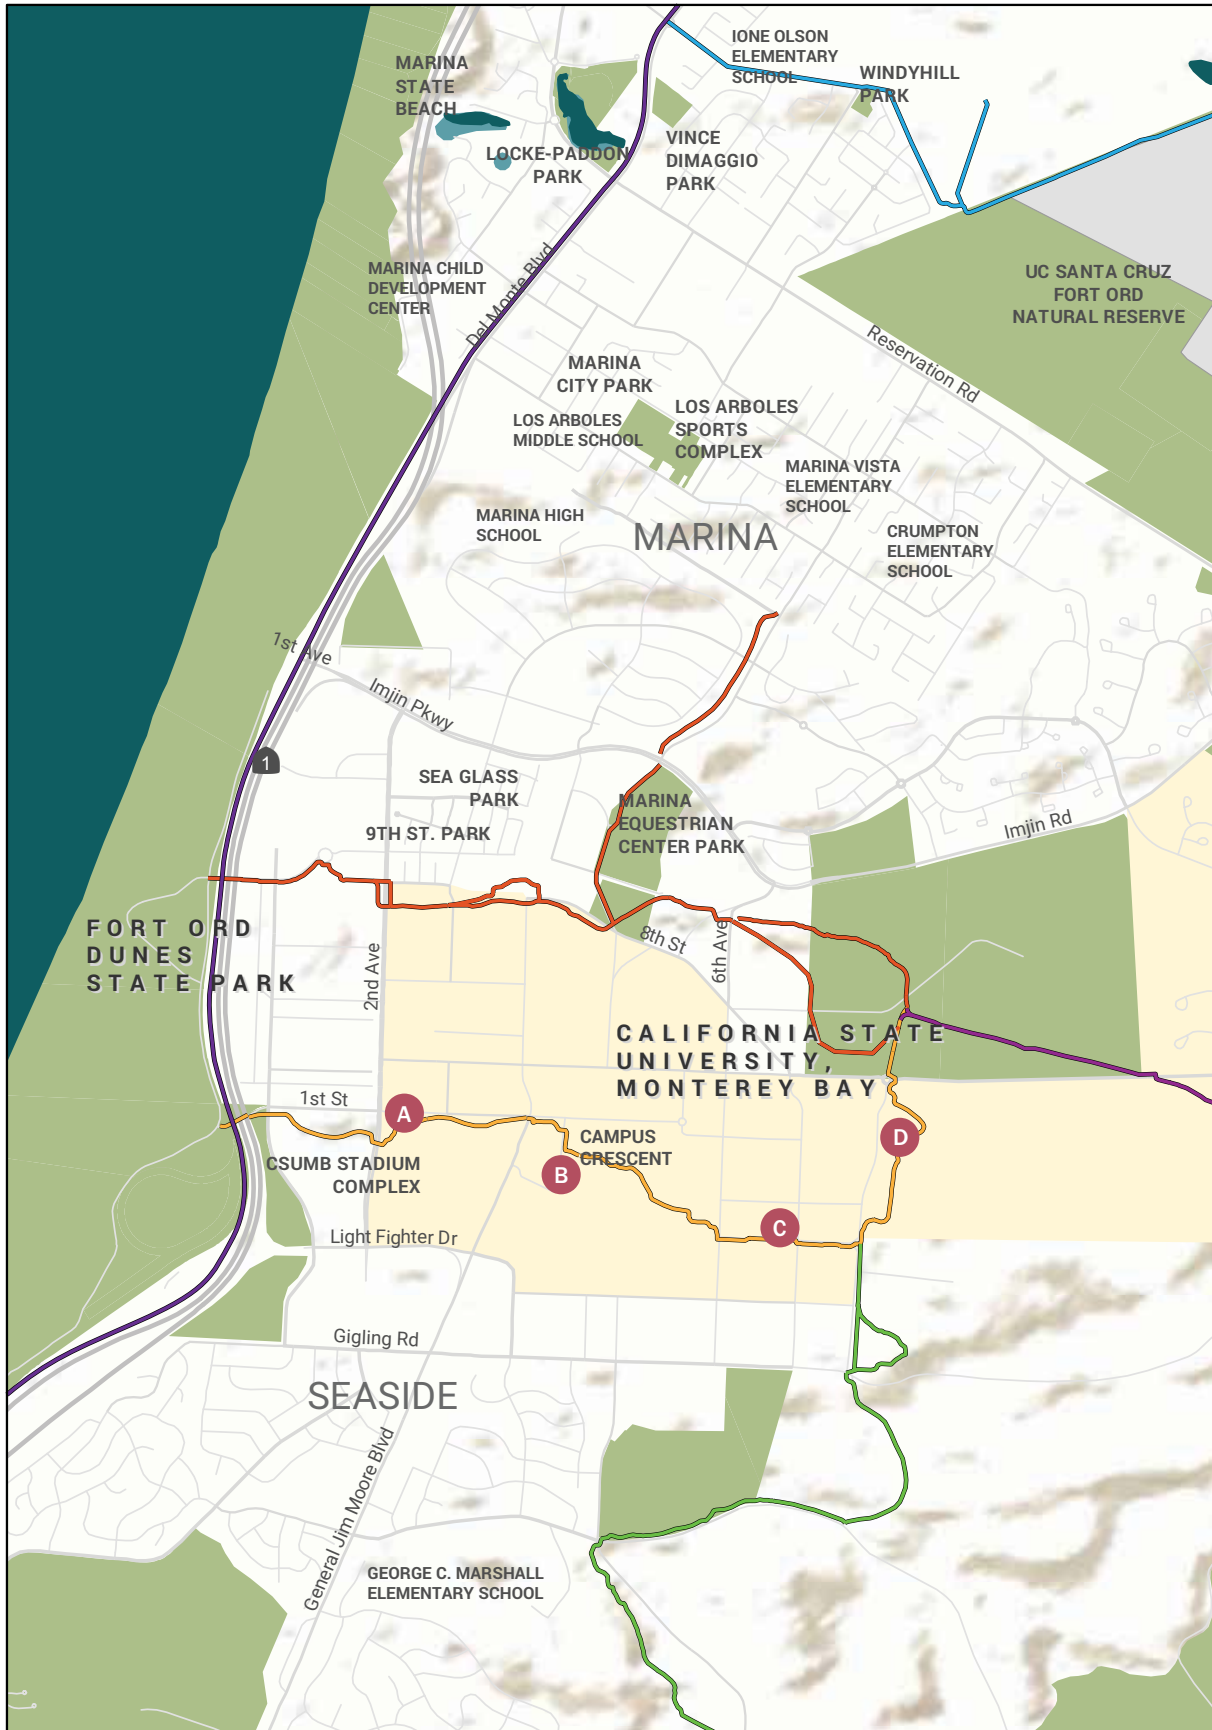 IONE OLSON
ELEMENTARY
SCHOOL
MARINA
STATE
BEACH
WINDYHILL
PARK
LOCKE-PADDON
PARK
VINCE
DIMAGGIO
PARK
MARINA CHILD
DEVELOPMENT
CENTER
Del Monte Blvd
UC SANTA CRUZ
FORT ORD
NATURAL RESERVE
Reservation Rd
MARINA
CITY PARK
LOS ARBOLES
MIDDLE SCHOOL
LOS ARBOLES
SPORTS
COMPLEX
MARINA VISTA
ELEMENTARY
SCHOOL
MARINA HIGH
SCHOOL
MARINA
CRUMPTON
ELEMENTARY
SCHOOL
1st Ave
Imjin Pkwy
1
SEA GLASS
PARK
9TH ST. PARK
MARINA
EQUESTRIAN
CENTER PARK
Imjin Rd
FORT ORD
DUNES
STATE PARK
2nd Ave
8th St
6th Ave
CALIFORNIA STATE
UNIVERSITY,
MONTEREY BAY
1st St
A
CAMPUS
CRESCENT
D
CSUMB STADIUM
COMPLEX
B
C
Light Fighter Dr
Gigling Rd
SEASIDE
General Jim Moore Blvd
GEORGE C. MARSHALL
ELEMENTARY SCHOOL